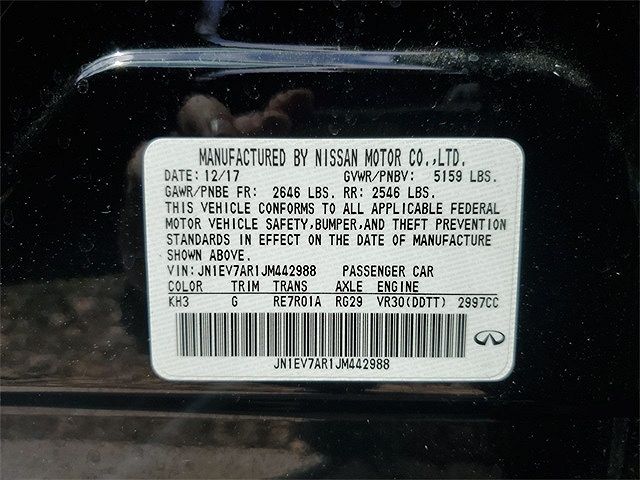 MANUFACTURED BY NISSAN MOTOR CO.,LTD.
DATE: 12/17 GVWR/PNBV: 5159 LBS.
GAWR/PNBE FR: 2646 LBS. RR: 2546 LBS.
THIS VEHICLE CONFORMS TO ALL APPLICABLE FEDERAL
MOTOR VEHICLE SAFETY,BUMPER,AND THEFT PREVENTION
STANDARDS IN EFFECT ON THE DATE OF MANUFACTURE
SHOWN ABOVE.
VIN: JN1EV7AR1JM442988 PASSENGER CAR
COLOR TRIM TRANS AXLE ENGINE
KH3 G RE7R01A RG29 VR30(DDTT) 2997CC
JN1EV7AR1JM442988